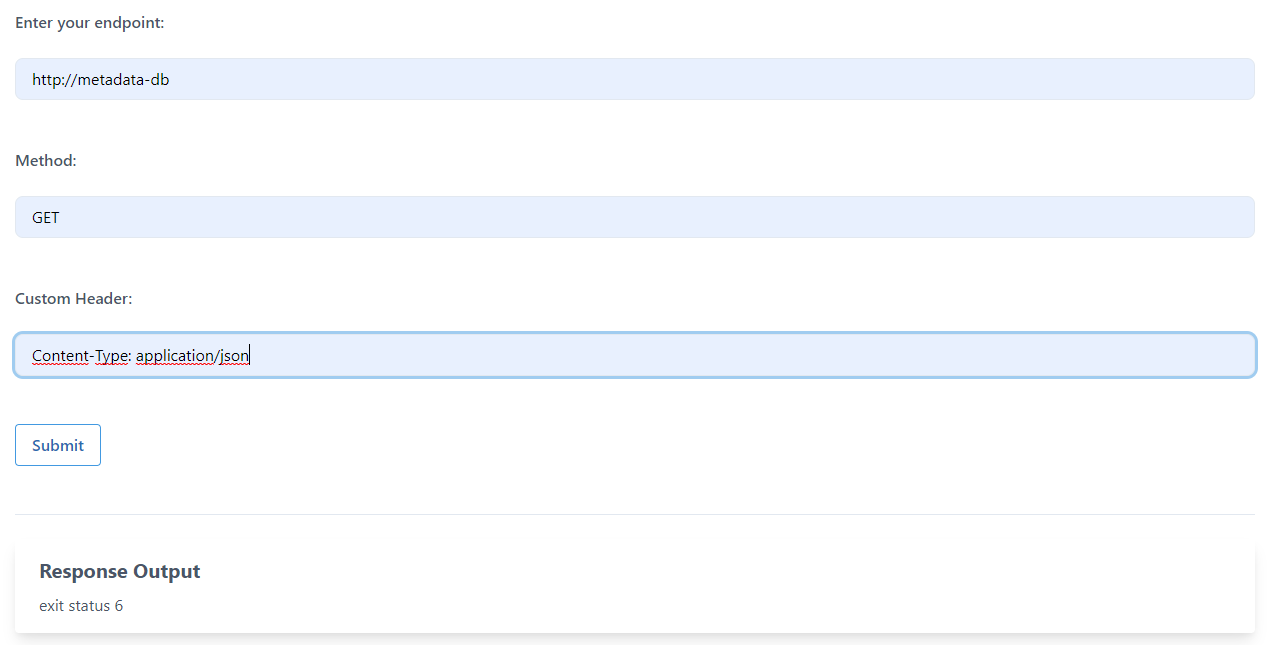 Enter your endpoint:
http://metadata-db
Method:
GET
Custom Header:
Content-Type: application/json
Submit
Response Output
exit status 6